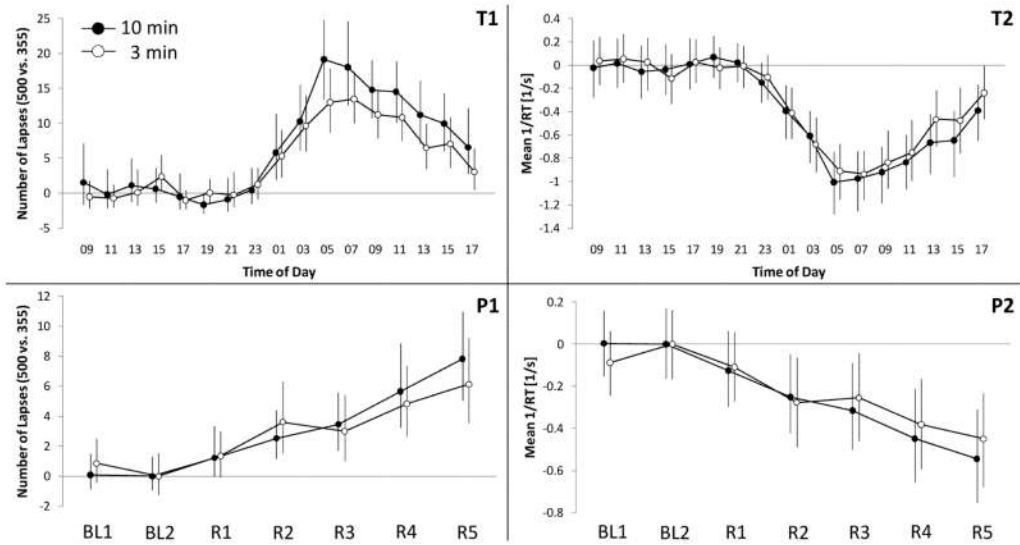 T1
10 min
3 min
Number of Lapses (500 vs. 355)
25
20
15
10
5
0
-5
09 11 13 15 17 19 21 23 01 03 05 07 09 11 13 15 17
Time of Day
T2
Mean 1/RT [1/s]
0.4
0.2
0
-0.2
-0.4
-0.6
-0.8
-1
-1.2
-1.4
09 11 13 15 17 19 21 23 01 03 05 07 09 11 13 15 17
Time of Day
P1
Number of Lapses (500 vs. 355)
12
10
8
6
4
2
0
-2
BL1 BL2 R1 R2 R3 R4 R5
P2
Mean 1/RT [1/s]
0.2
0
-0.2
-0.4
-0.6
-0.8
BL1 BL2 R1 R2 R3 R4 R5